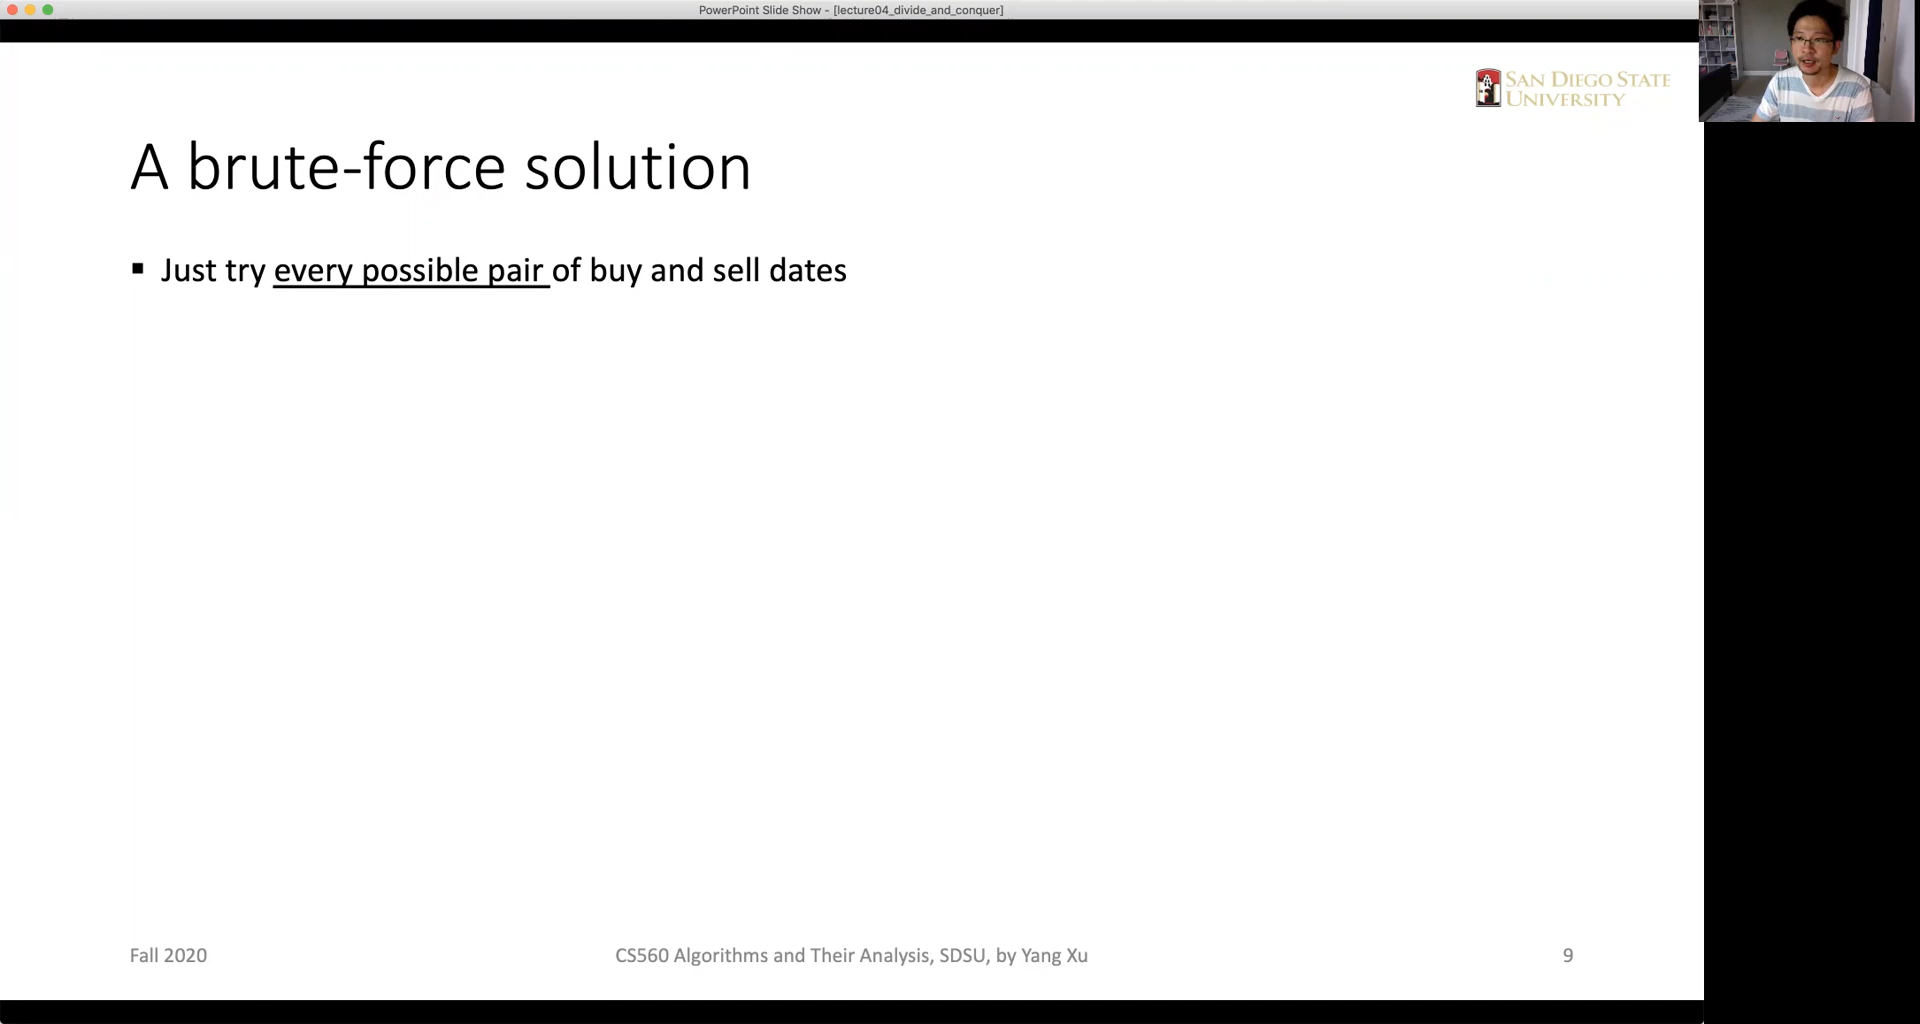 PowerPoint Slide Show - [lecture04_divide_and_conquer]
SAN DIEGO STATE
UNIVERSITY
A brute-force solution
▪ Just try every possible pair of buy and sell dates
Fall 2020
CS560 Algorithms and Their Analysis, SDSU, by Yang Xu
9